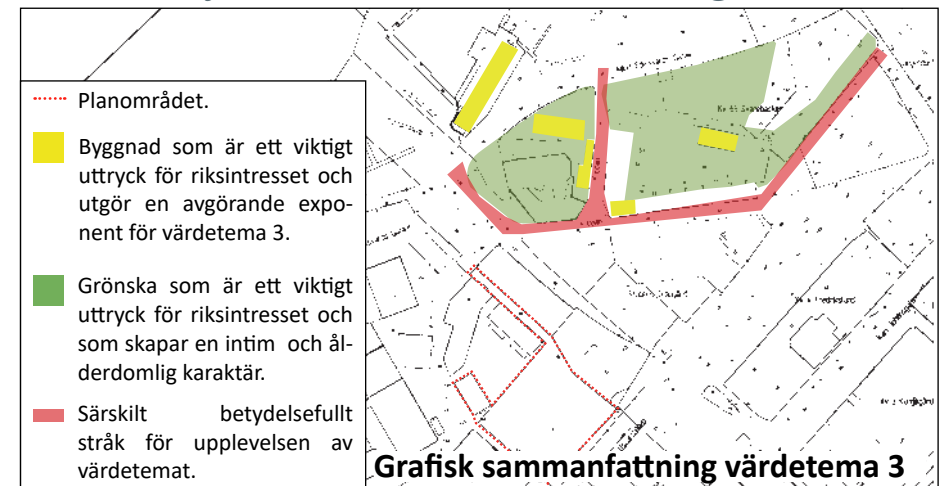 Planområdet.
Byggnad som är ett viktigt
uttryck för riksintresset och
utgör en avgörande expo-
nent för värdetema 3.
Grönska som är ett viktigt
uttryck för riksintresset och
som skapar en intim och ål-
derdomlig karaktär.
Särskilt betydelsefullt
stråk för upplevelsen av
värdetemat.
Grafisk sammanfattning värdetema 3